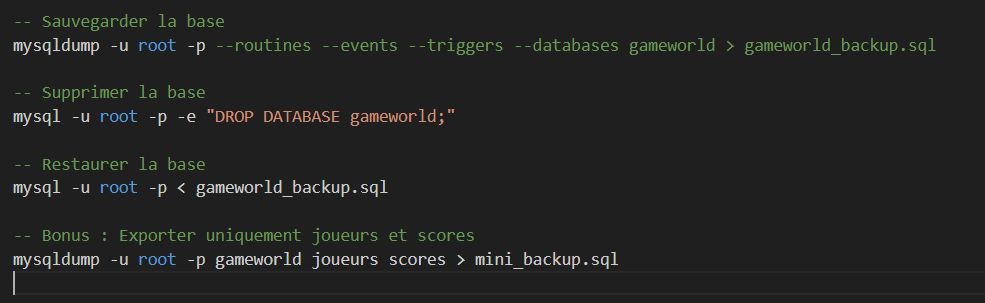 -- Sauvegarder la base
mysqldump -u root -p --routines --events --triggers --databases gameworld > gameworld_backup.sql
-- Supprimer la base
mysql -u root -p -e "DROP DATABASE gameworld;"
-- Restaurer la base
mysql -u root -p < gameworld_backup.sql
-- Bonus : Exporter uniquement joueurs et scores
mysqldump -u root -p gameworld joueurs scores > mini_backup.sql